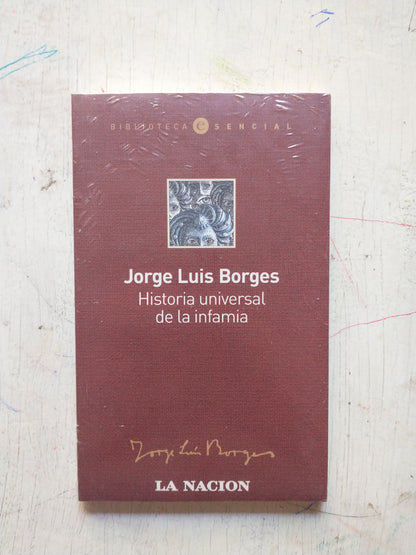 BIBLIOTECA eSENCIAL
Jorge Luis Borges
Historia universal
de la infamia
Jorge Luis Borges
LA NACION